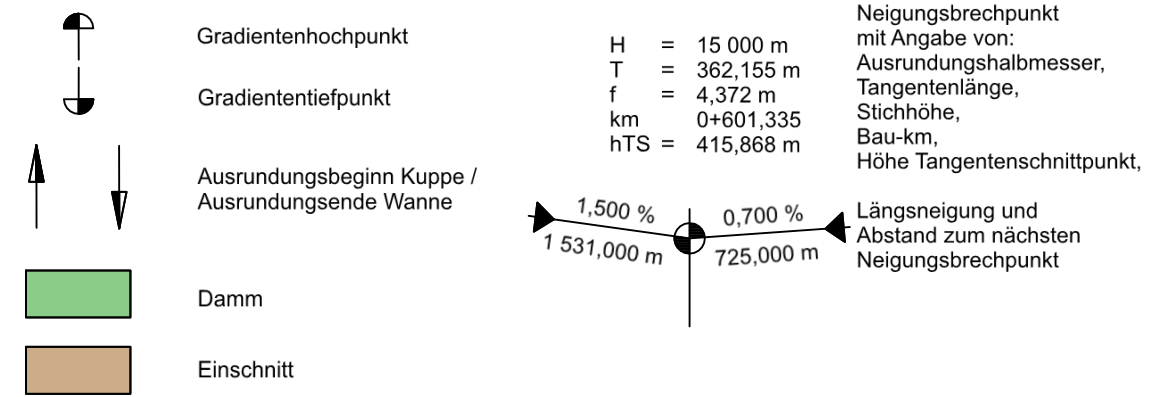 Gradientenhochpunkt
Gradiententiefpunkt
Ausrundungsbeginn Kuppe /
Ausrundungsende Wanne
Damm
Einschnitt
H = 15 000 m
T = 362,155 m
f = 4,372 m
km 0+601,335
hTS = 415,868 m
1,500 %
0,700 %
1 531,000 m
725,000 m
Neigungsbrechpunkt
mit Angabe von:
Ausrundungshalbmesser,
Tangentenlänge,
Stichhöhe,
Bau-km,
Höhe Tangentenschnittpunkt,
Längsneigung und
Abstand zum nächsten
Neigungsbrechpunkt